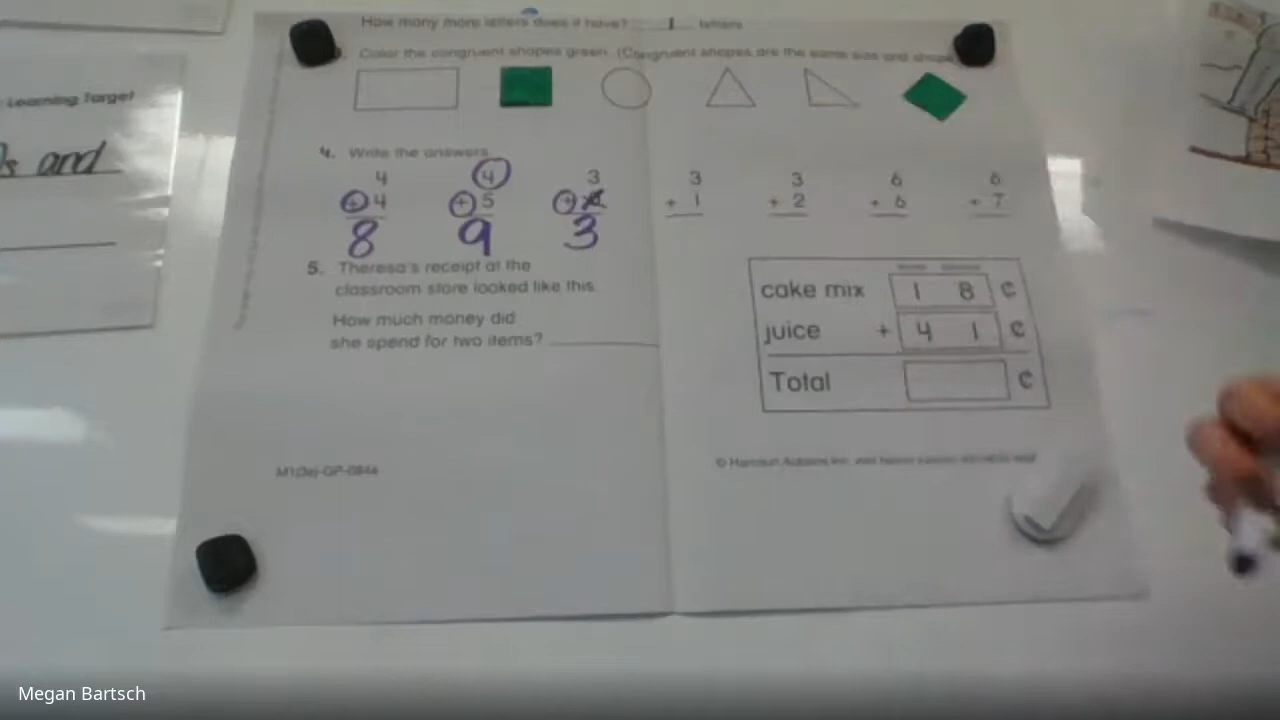 How many more letters does it have? 1 letters
Color the congruent shapes green. (Congruent shapes are the same size and shape
Learning Target
and
4. Write the answers.
4 4 3 3 3 6 6
+ 4 + 5 + + 1 + 2 + 6 + 7
8 9 3
5. Theresa's receipt at the
classroom store looked like this.
How much money did
she spend for two items?
cake mix 1 8 ¢
juice + 4 1 ¢
Total ¢
Megan Bartsch